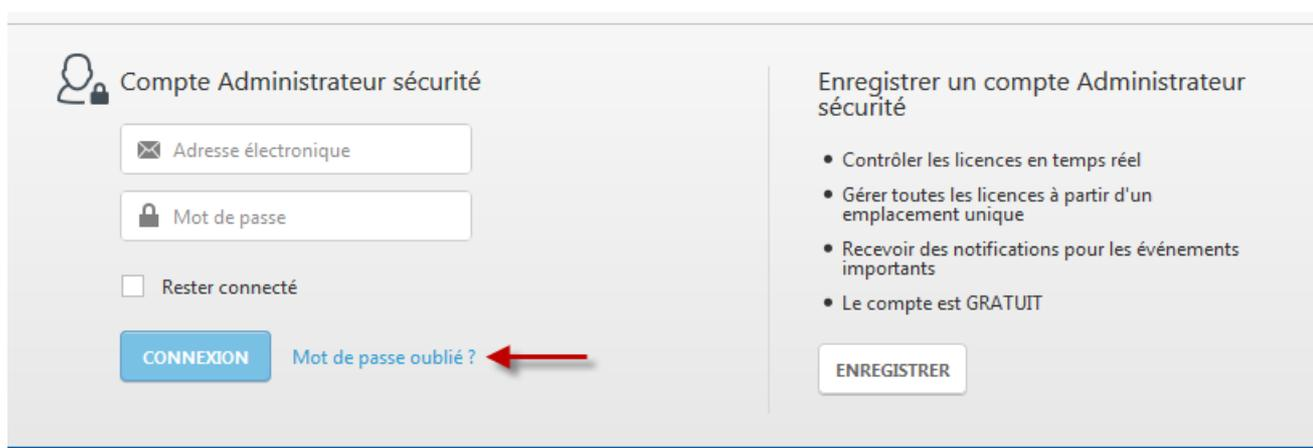 Compte Administrateur sécurité
Adresse électronique
Mot de passe
Rester connecté
CONNEXION
Mot de passe oublié ?
Enregistrer un compte Administrateur
sécurité
• Contrôler les licences en temps réel
• Gérer toutes les licences à partir d'un
emplacement unique
• Recevoir des notifications pour les événements
importants
• Le compte est GRATUIT
ENREGISTRER